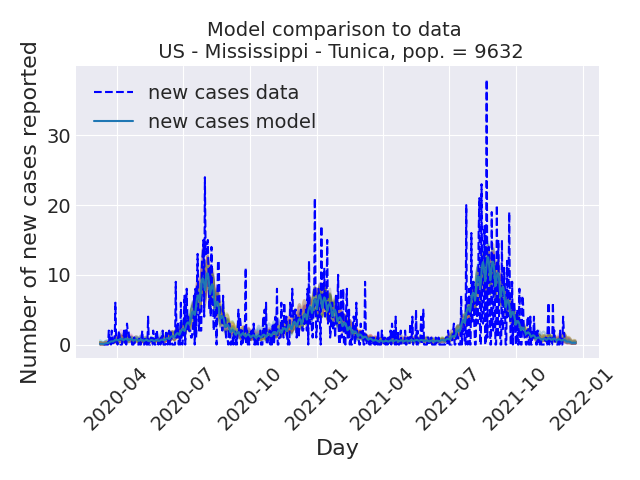 Model comparison to data
US - Mississippi - Tunica, pop. = 9632
Number of new cases reported
new cases data
new cases model
30
20
10
0
2020-04
2020-07
2020-10
2021-01
2021-04
2021-07
2021-10
2022-01
Day